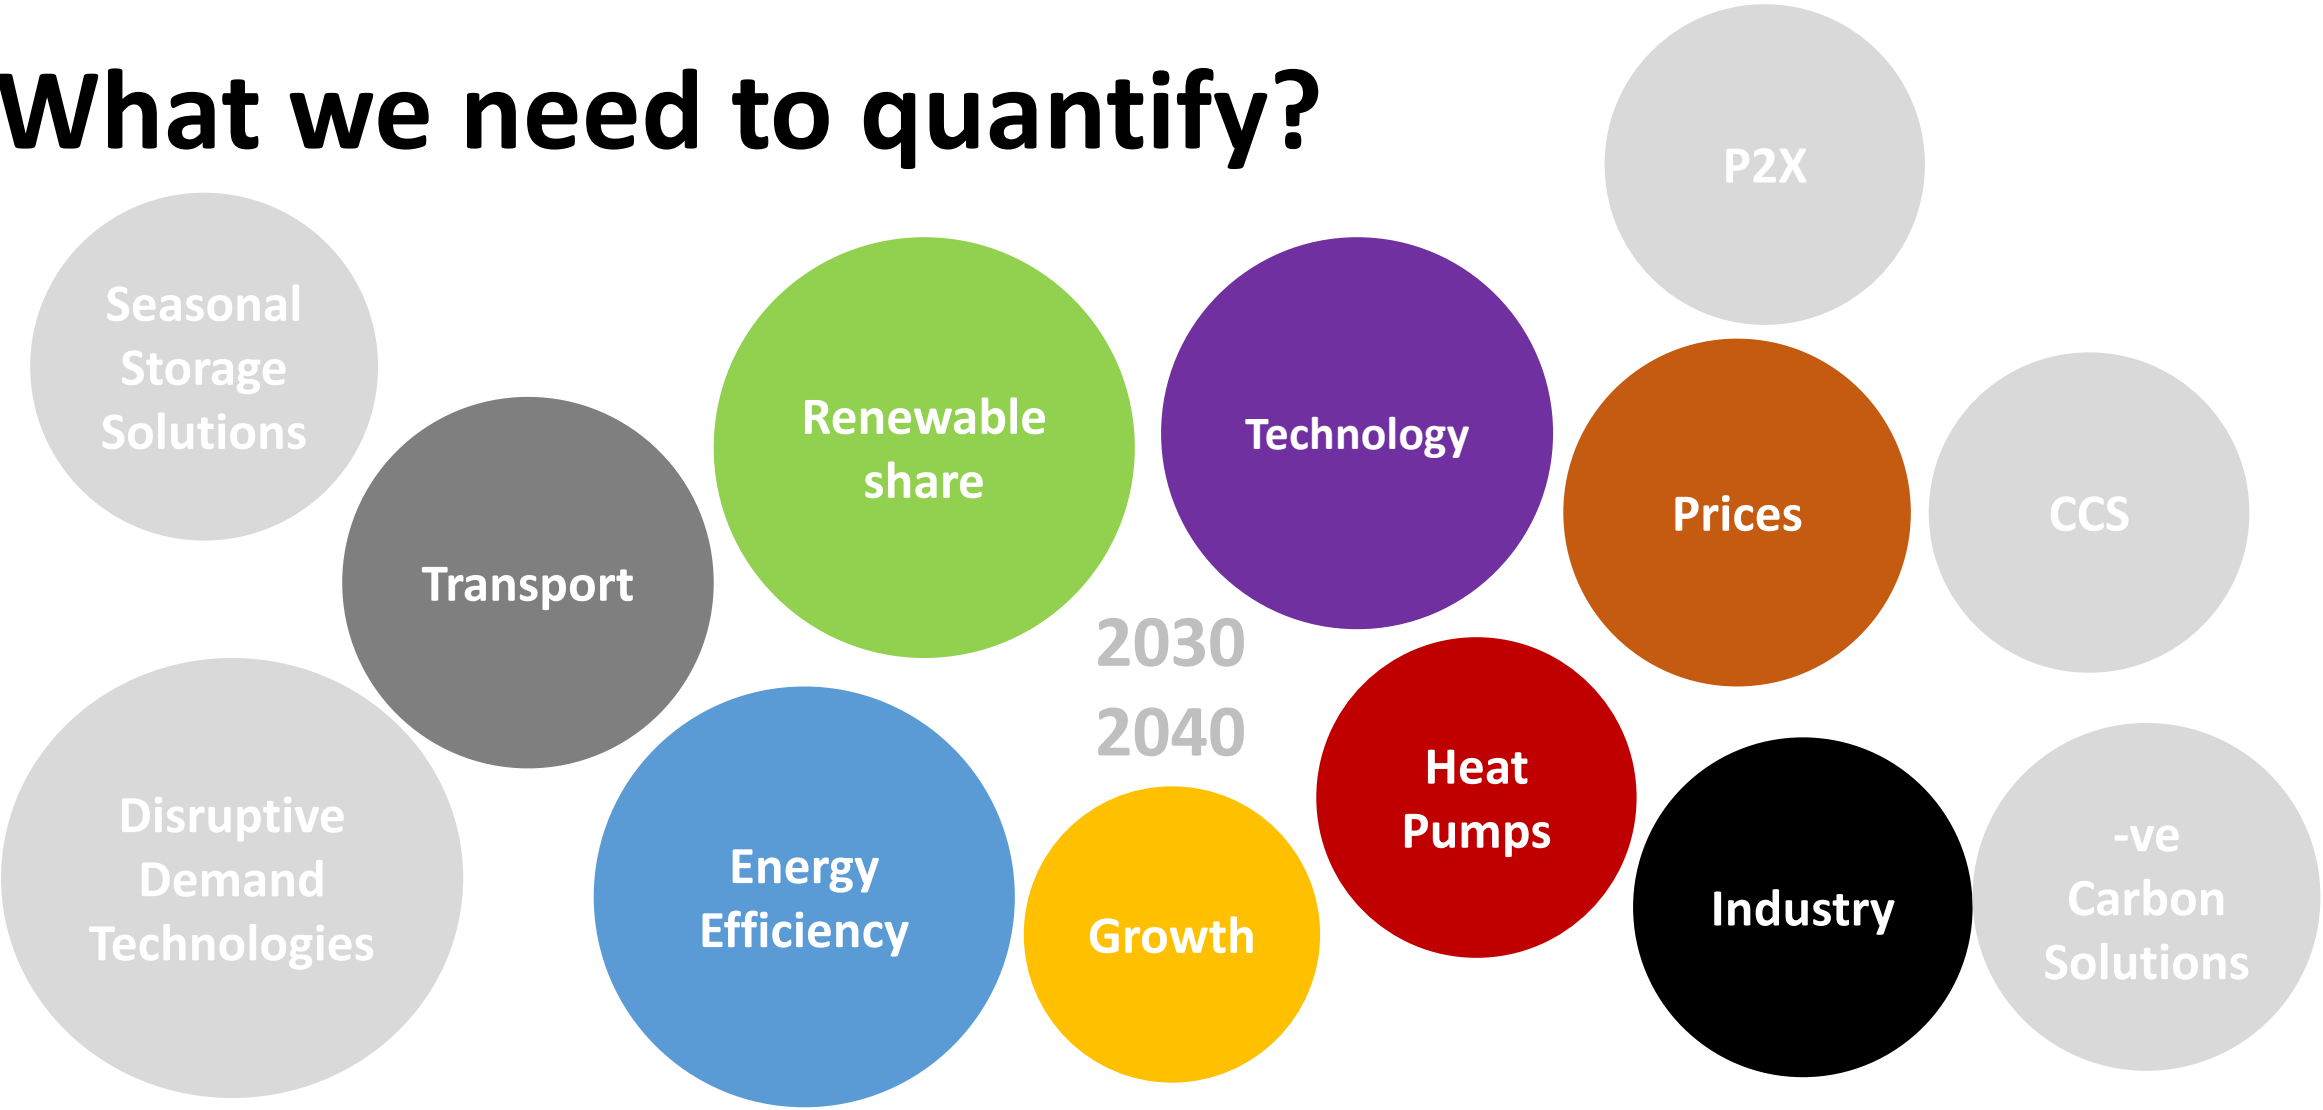 What we need to quantify?
P2X
Seasonal
Storage
Solutions
Renewable
share
Technology
Prices
CCS
Transport
2030
2040
Disruptive
Demand
Technologies
Energy
Efficiency
Growth
Heat
Pumps
Industry
-ve
Carbon
Solutions